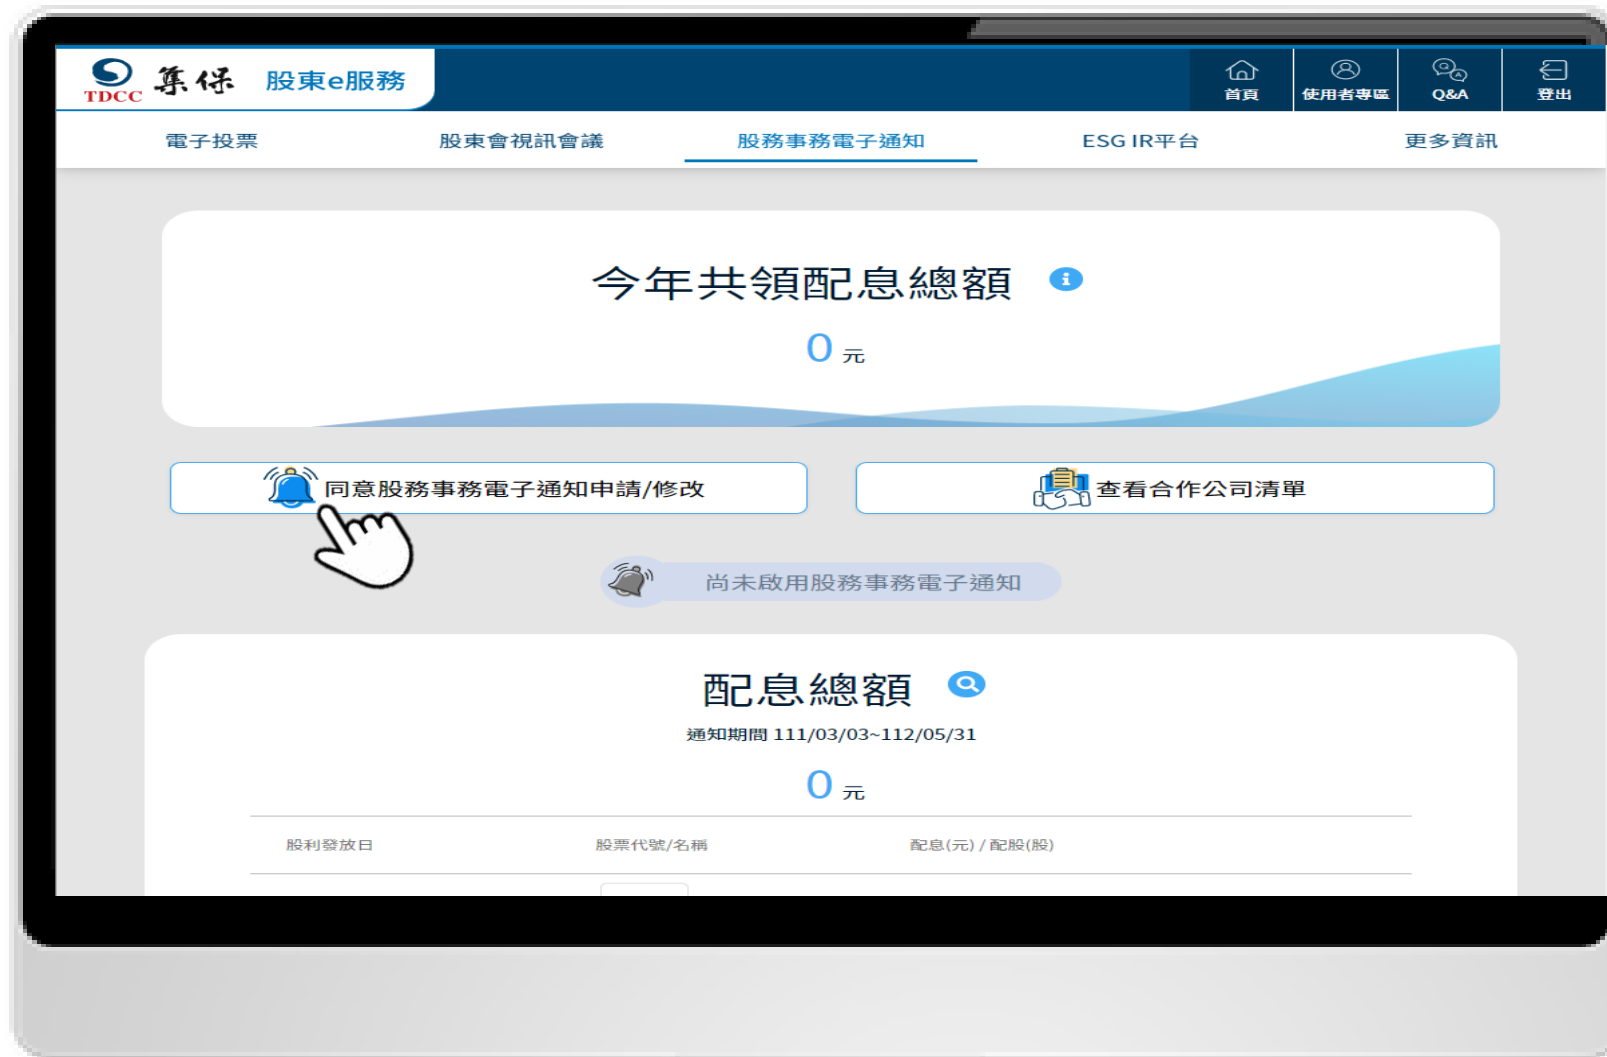 TDCC 集保 股東e服務
首頁
使用者專區
Q&A
登出
電子投票
股東會視訊會議
股務事務電子通知
ESG IR平台
更多資訊
今年共領配息總額
0 元
同意股務事務電子通知申請/修改
查看合作公司清單
尚未啟用股務事務電子通知
配息總額
通知期間 111/03/03~112/05/31
0 元
股利發放日
股票代號/名稱
配息(元) / 配股(股)